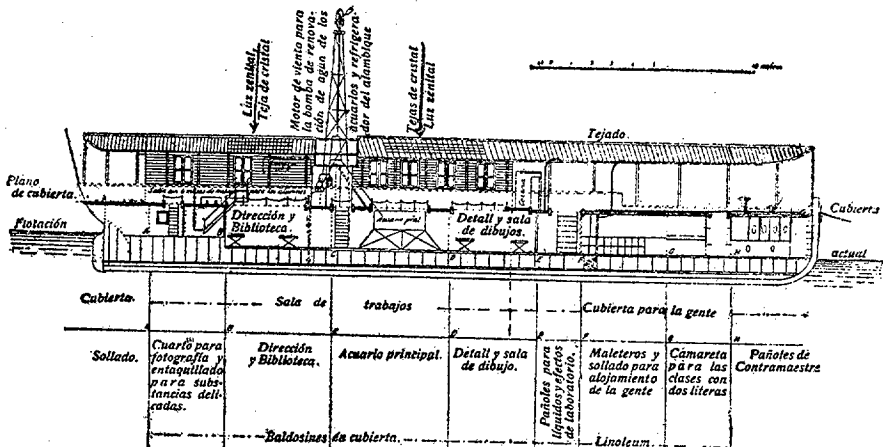 Luz zenital
Teja de cristal
Motor de viento para
la bomba de renova-
ción de agua de los
acuarios y refrigera-
dor del alambique
Tejas de cristal
Luz zenital
Tejado.
Plano
de cubierta.
Flotación
Dirección y
Biblioteca.
Detall y sala
de dibujos.
Cubierta
actual
A
B
C
D
E
F
G
H
Cubierta.
Sala de
trabajos
Cubierta para la gente
Sollado.
Cuarto para
fotografía y
entaquillado
para subs-
tancias deli-
cadas.
Dirección
y Biblioteca.
Acuario principal.
Detall y sala
de dibujo.
Pañoles para
líquidos y efectos
de laboratorio.
Maleteros y
sollado para
alojamiento
de la gente
Cámareta
para las
clases con
dos literas
Pañoles de
Contramaestre
Baldosines de cubierta.
Linoleum.